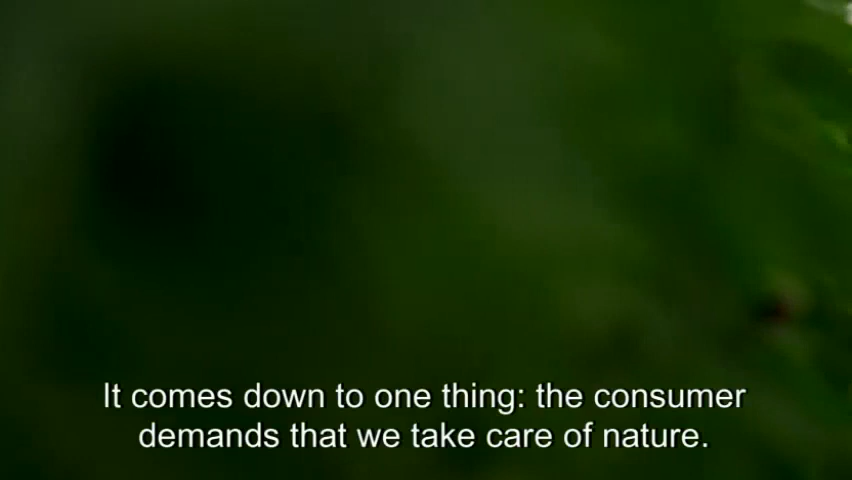 It comes down to one thing: the consumer
demands that we take care of nature.